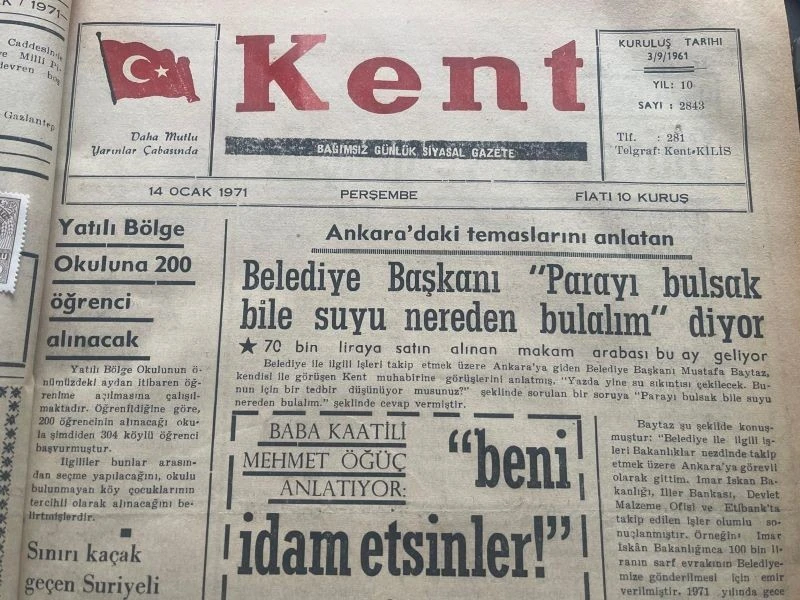 K / 1971—
Caddesinde
ve Milli Pi-
devren boş
Gaziantep
Daha Mutlu
Yarınlar Çabasında
Kent
BAĞIMSIZ GÜNLÜK SİYASAL GAZETE
KURULUŞ TARIHI
3/9/1961
YIL: 10
SAYI : 2843
Tlf. : 281
Telgraf: Kent-KİLİS
14 OCAK 1971 PERŞEMBE FİATI 10 KURUŞ
Yatılı Bölge
Okuluna 200
öğrenci
alınacak
Yatılı Bölge Okulunun ö-
nümüzdeki aydan itibaren öğ-
renime açılmasına çalışıl-
maktadır. Öğrenildiğine göre,
200 öğrencinin alınacağı oku-
la şimdiden 304 köylü öğrenci
başvurmuştur.
İlgililer bunlar arasın-
dan seçme yapılacağını, okulu
bulunmayan köy çocuklarının
tercihli olarak alınacağını be-
lirtmişlerdir.
Sınırı kaçak
geçen Suriyeli
Ankara'daki temaslarını anlatan
Belediye Başkanı "Parayı bulsak
bile suyu nereden bulalım" diyor
★ 70 bin liraya satın alınan makam arabası bu ay geliyor
Belediye ile ilgili işleri takip etmek üzere Ankara'ya giden Belediye Başkanı Mustafa Baytaz,
kendisi ile görüşen Kent muhabirine görüşlerini anlatmış. "Yazda yine su sıkıntısı çekilecek. Bu-
nun için bir tedbir düşünüyor musunuz?" şeklinde sorulan bir soruya "Parayı bulsak bile suyu
nereden bulalım." şeklinde cevap vermiştir.
BABA KAATİLİ
MEHMET ÖĞÜÇ
ANLATIYOR:
"beni
idam etsinler!"
Baytaz şu şekilde konuş-
muştur: "Belediye ile ilgili iş-
leri Bakanlıklar nezdinde takip
etmek üzere Ankara'ya görevli
olarak gittim. İmar İskan Ba-
kanlığı, İller Bankası, Devlet
Malzeme Ofisi ve Etibank'ta
takip edilen işler olumlu so-
nuçlanmıştır. Örneğin: İmar
İskân Bakanlığınca 100 bin li-
ranın sarf evrakının Belediye-
mize gönderilmesi için emir
verilmiştir. 1971 yılında gece